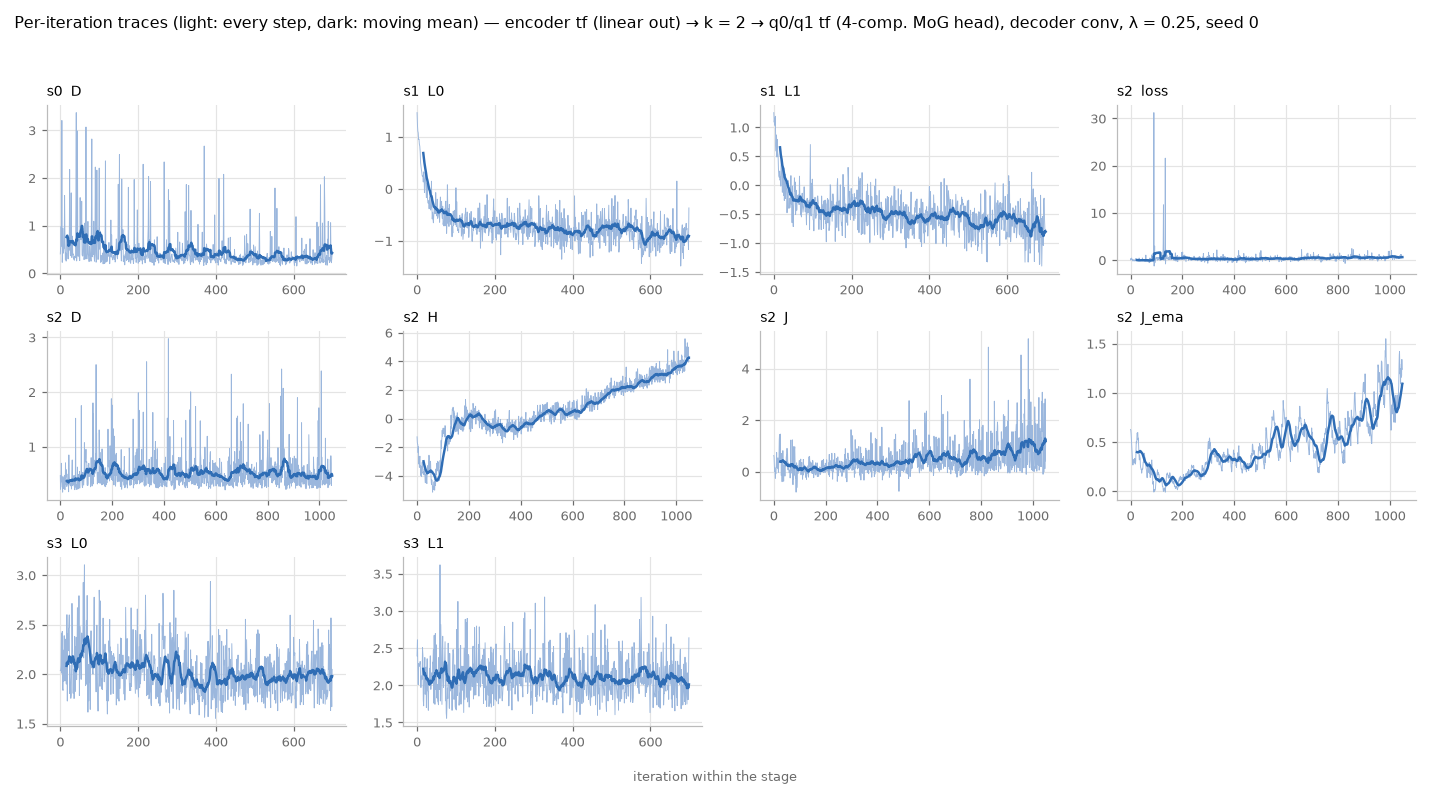 Per-iteration traces (light: every step, dark: moving mean) — encoder tf (linear out) → k = 2 → q0/q1 tf (4-comp. MoG head), decoder conv, λ = 0.25, seed 0
s0 D
s1 L0
s1 L1
s2 loss
3
2
1
0
0 200 400 600
1
0
−1
0 200 400 600
1.0
0.5
0.0
−0.5
−1.0
−1.5
0 200 400 600
30
20
10
0
0 200 400 600 800 1000
s2 D
s2 H
s2 J
s2 J_ema
3
2
1
0 200 400 600 800 1000
6
4
2
0
−2
−4
0 200 400 600 800 1000
4
2
0
0 200 400 600 800 1000
1.5
1.0
0.5
0.0
0 200 400 600 800 1000
s3 L0
s3 L1
3.0
2.5
2.0
1.5
0 200 400 600
3.5
3.0
2.5
2.0
1.5
0 200 400 600
iteration within the stage